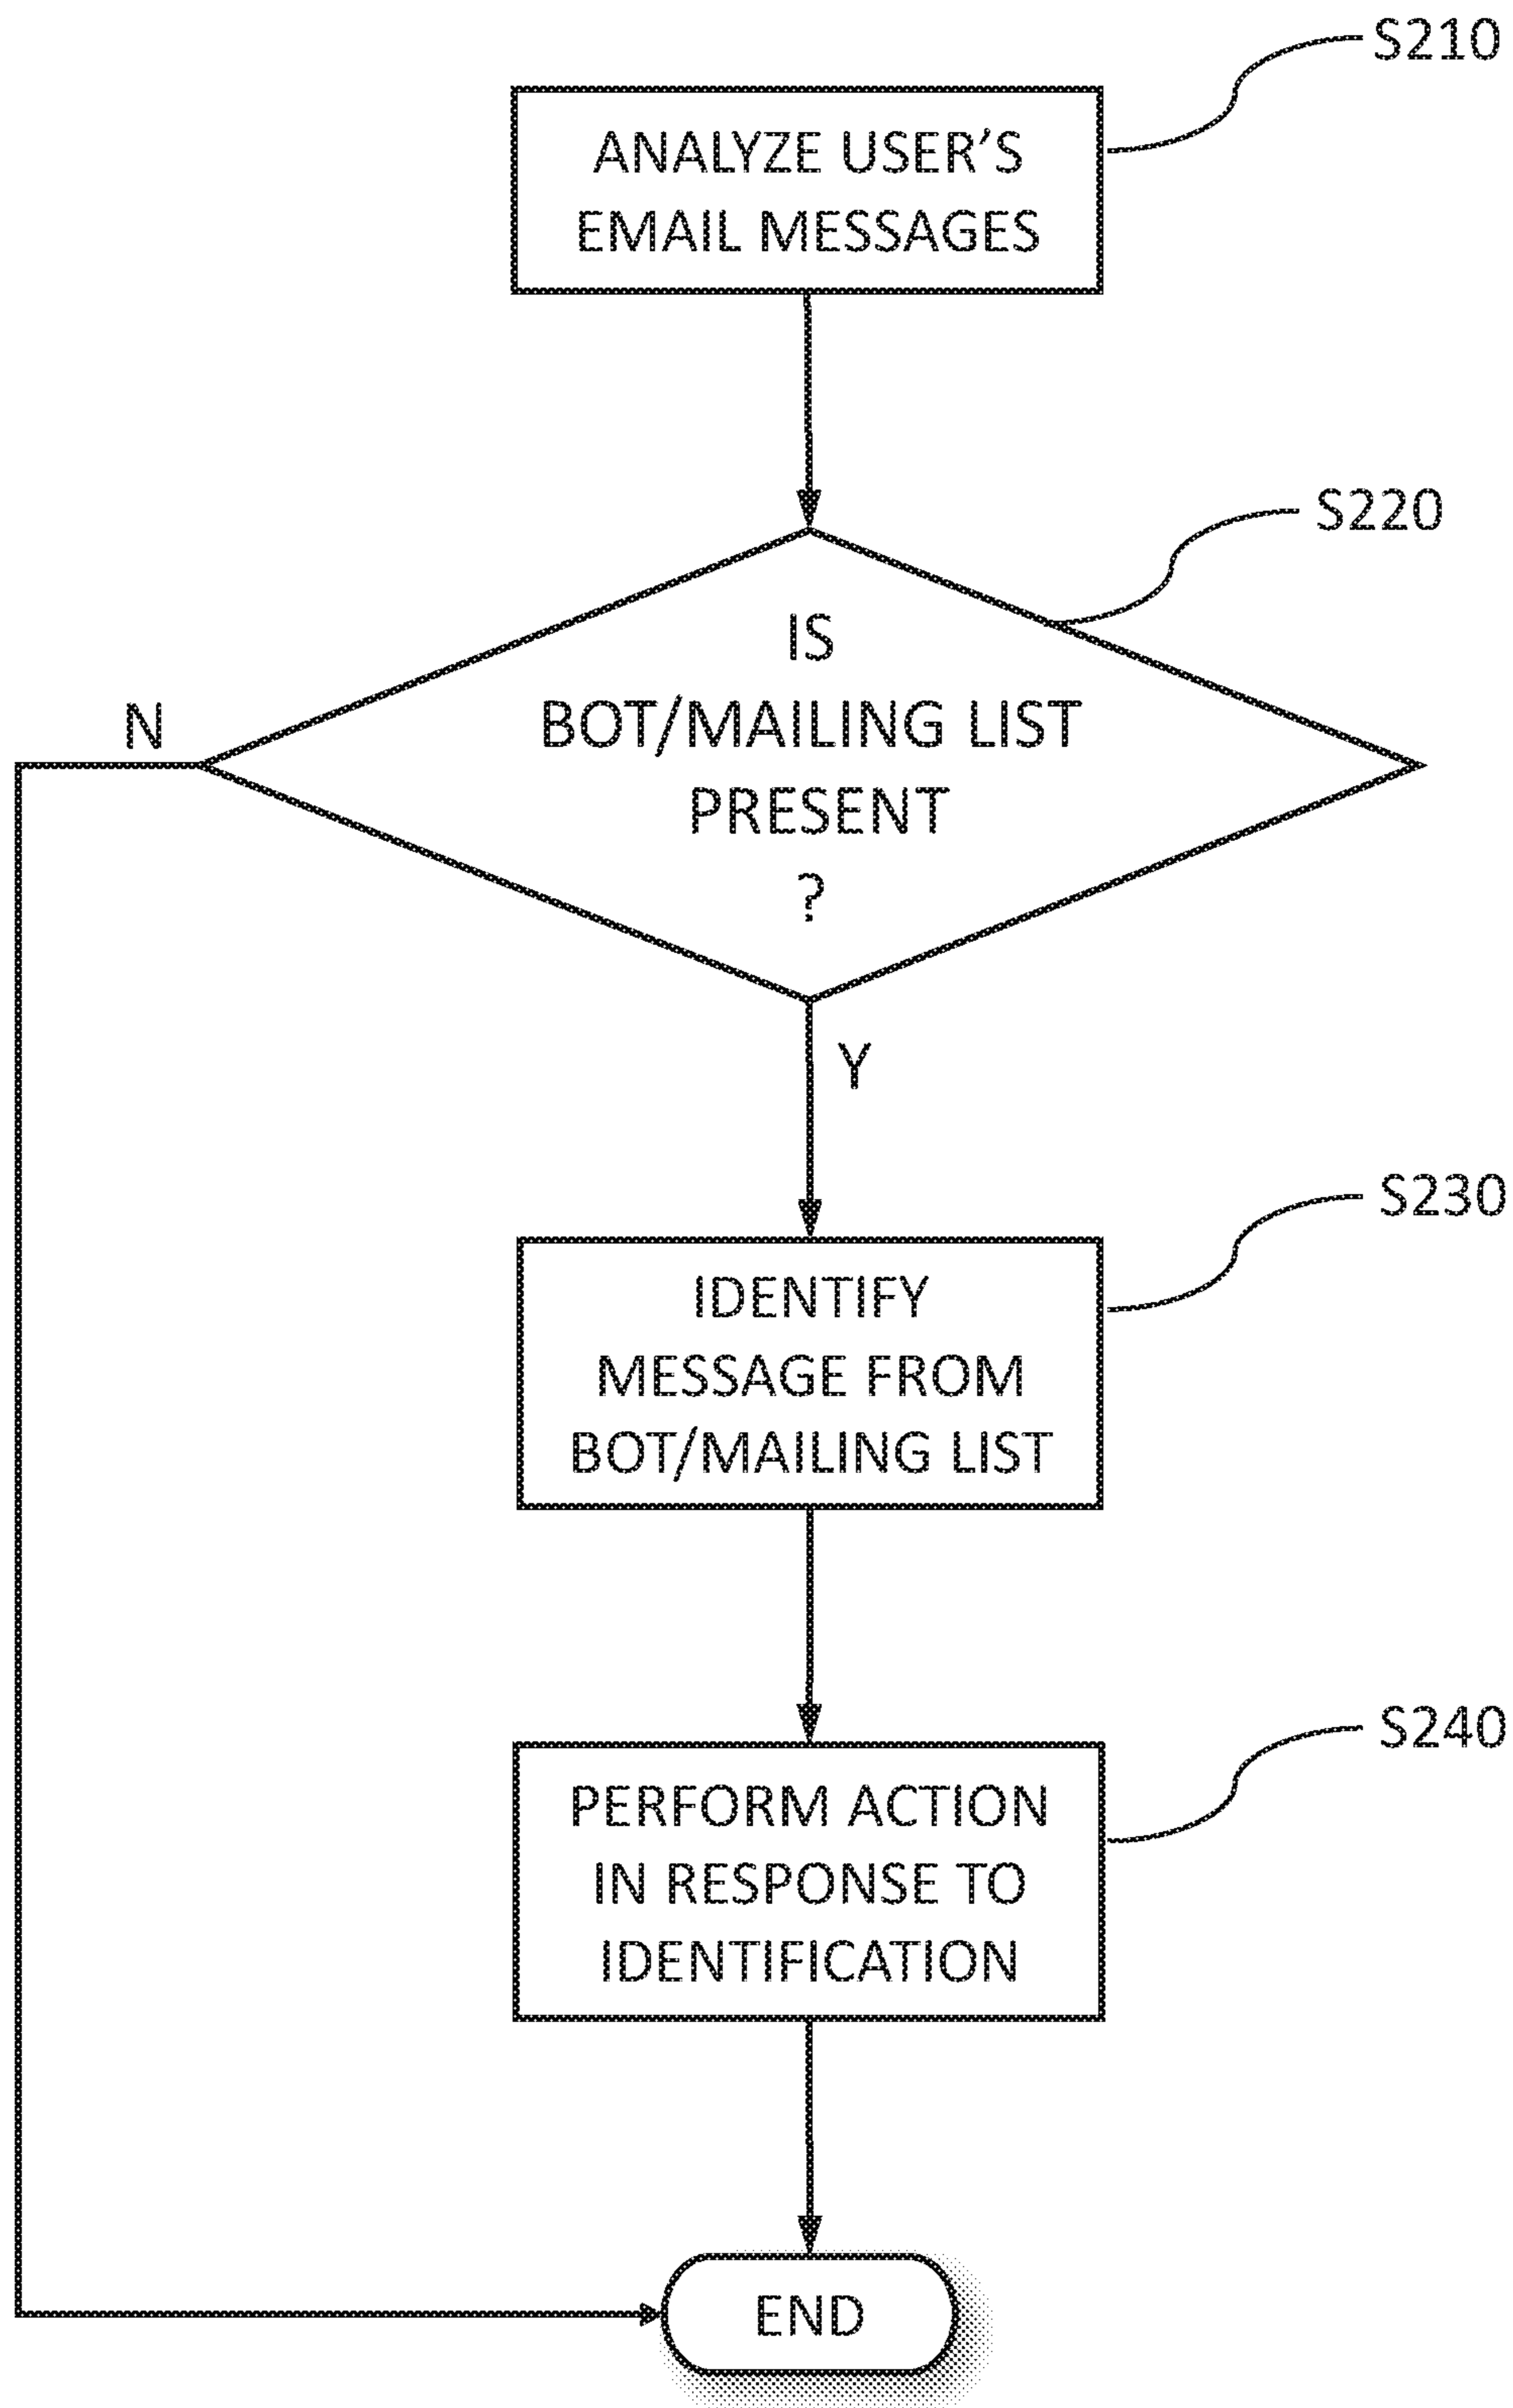 S210
ANALYZE USER'S
EMAIL MESSAGES
S220
IS
BOT/MAILING LIST
PRESENT
?
N
Y
S230
IDENTIFY
MESSAGE FROM
BOT/MAILING LIST
S240
PERFORM ACTION
IN RESPONSE TO
IDENTIFICATION
END